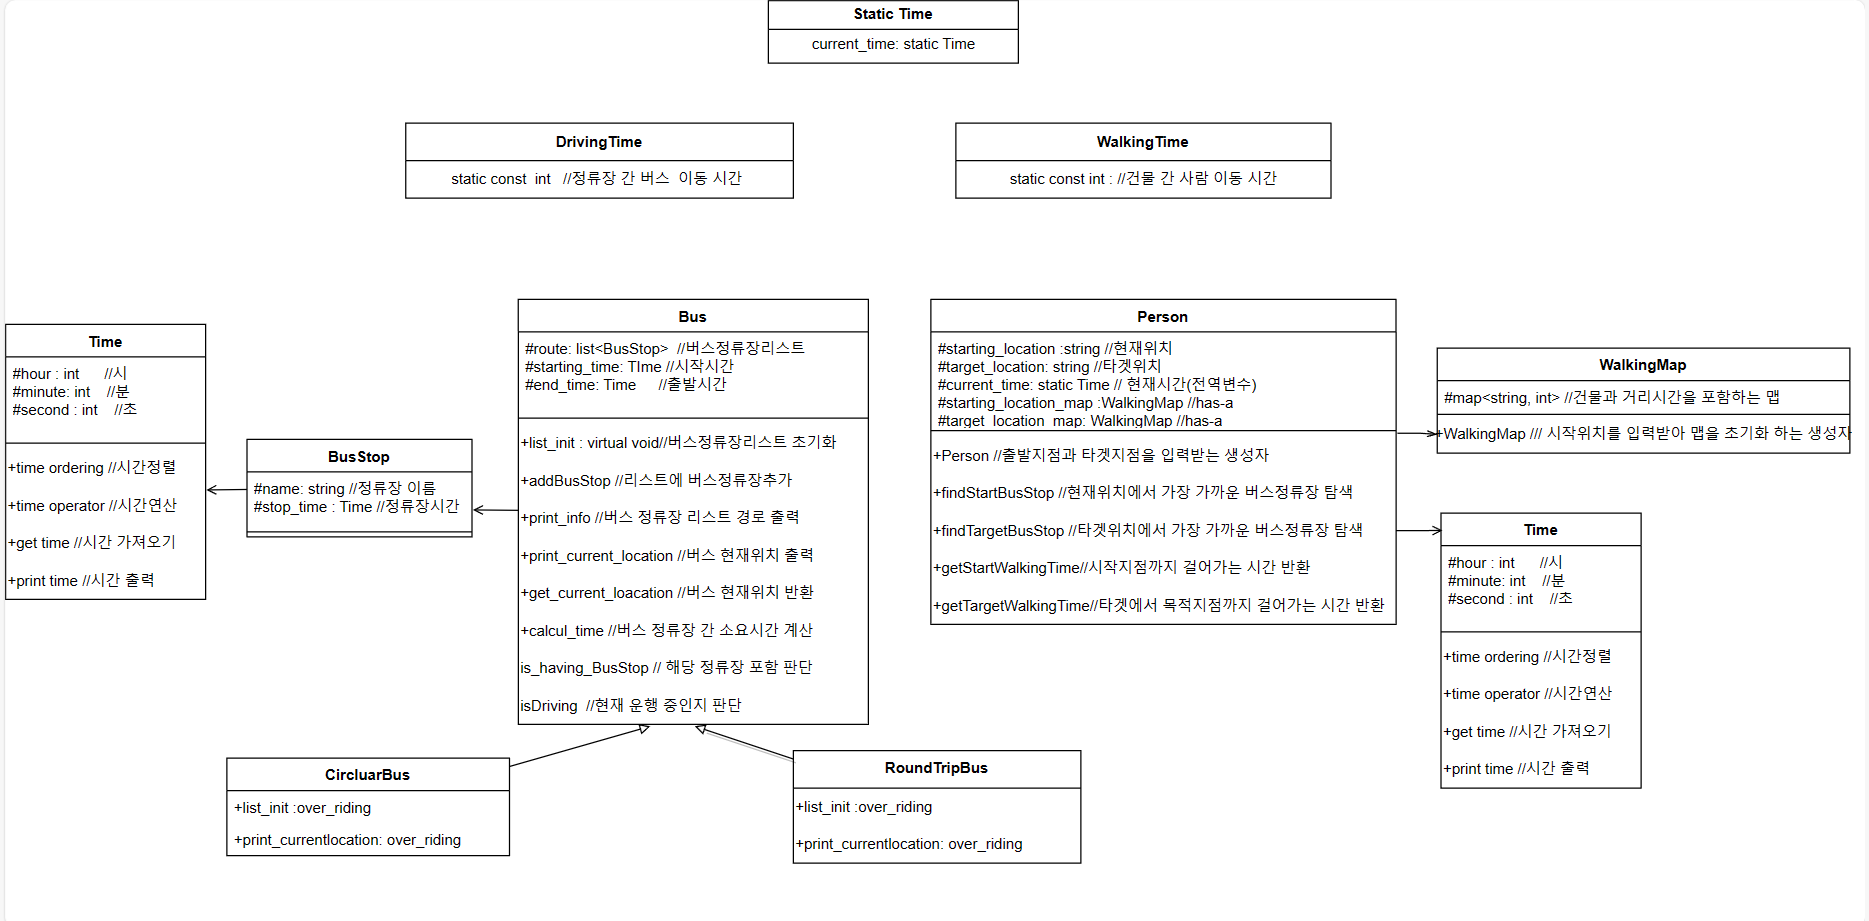 Static Time
current_time: static Time
DrivingTime
static const  int   //정류장 간 버스  이동 시간
WalkingTime
static const int : //건물 간 사람 이동 시간
Time
#hour : int      //시
#minute: int    //분
#second : int    //초
+time ordering //시간정렬
+time operator //시간연산
+get time //시간 가져오기
+print time //시간 출력
BusStop
#name: string //정류장 이름
#stop_time : Time //정류장시간
Bus
#route: list<BusStop>  //버스정류장리스트
#starting_time: TIme //시작시간
#end_time: Time     //출발시간
+list_init : virtual void//버스정류장리스트 초기화
+addBusStop //리스트에 버스정류장추가
+print_info //버스 정류장 리스트 경로 출력
+print_current_location //버스 현재위치 출력
+get_current_loacation //버스 현재위치 반환
+calcul_time //버스 정류장 간 소요시간 계산
is_having_BusStop // 해당 정류장 포함 판단
isDriving  //현재 운행 중인지 판단
Person
#starting_location :string //현재위치
#target_location: string //타겟위치
#current_time: static Time // 현재시간(전역변수)
#starting_location_map :WalkingMap //has-a
#target_location_map: WalkingMap //has-a
+Person //출발지점과 타겟지점을 입력받는 생성자
+findStartBusStop //현재위치에서 가장 가까운 버스정류장 탐색
+findTargetBusStop //타겟위치에서 가장 가까운 버스정류장 탐색
+getStartWalkingTime//시작지점까지 걸어가는 시간 반환
+getTargetWalkingTime//타겟에서 목적지점까지 걸어가는 시간 반환
WalkingMap
#map<string, int> //건물과 거리시간을 포함하는 맵
+WalkingMap /// 시작위치를 입력받아 맵을 초기화 하는 생성자
Time
#hour : int      //시
#minute: int    //분
#second : int    //초
+time ordering //시간정렬
+time operator //시간연산
+get time //시간 가져오기
+print time //시간 출력
CircluarBus
+list_init :over_riding
+print_currentlocation: over_riding
RoundTripBus
+list_init :over_riding
+print_currentlocation: over_riding